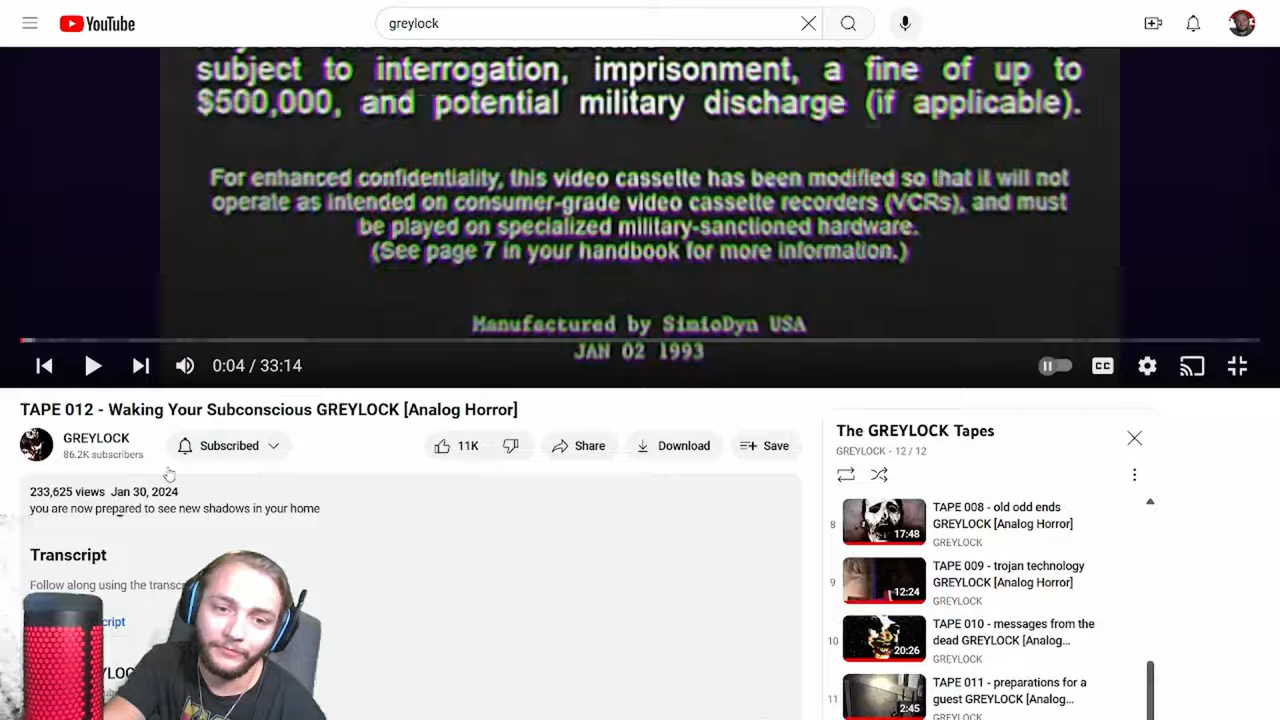 YouTube
greylock
subject to interrogation, imprisonment, a fine of up to
$500,000, and potential military discharge (if applicable).
For enhanced confidentiality, this video cassette has been modified so that it will not
operate as intended on consumer-grade video cassette recorders (VCRs), and must
be played on specialized military-sanctioned hardware.
(See page 7 in your handbook for more information.)
Manufactured by SimioDyn USA
JAN 02 1993
0:04 / 33:14
CC
TAPE 012 - Waking Your Subconscious GREYLOCK [Analog Horror]
GREYLOCK
86.2K subscribers
Subscribed
11K
Share
Download
Save
233,625 views Jan 30, 2024
you are now prepared to see new shadows in your home
Transcript
Follow along using the
The GREYLOCK Tapes
GREYLOCK - 12 / 12
8
17:48
TAPE 008 - old odd ends
GREYLOCK [Analog Horror]
GREYLOCK
9
12:24
TAPE 009 - trojan technology
GREYLOCK [Analog Horror]
GREYLOCK
10
20:26
TAPE 010 - messages from the
dead GREYLOCK [Analog...
GREYLOCK
11
2:45
TAPE 011 - preparations for a
guest GREYLOCK [Analog...
GREYLOCK